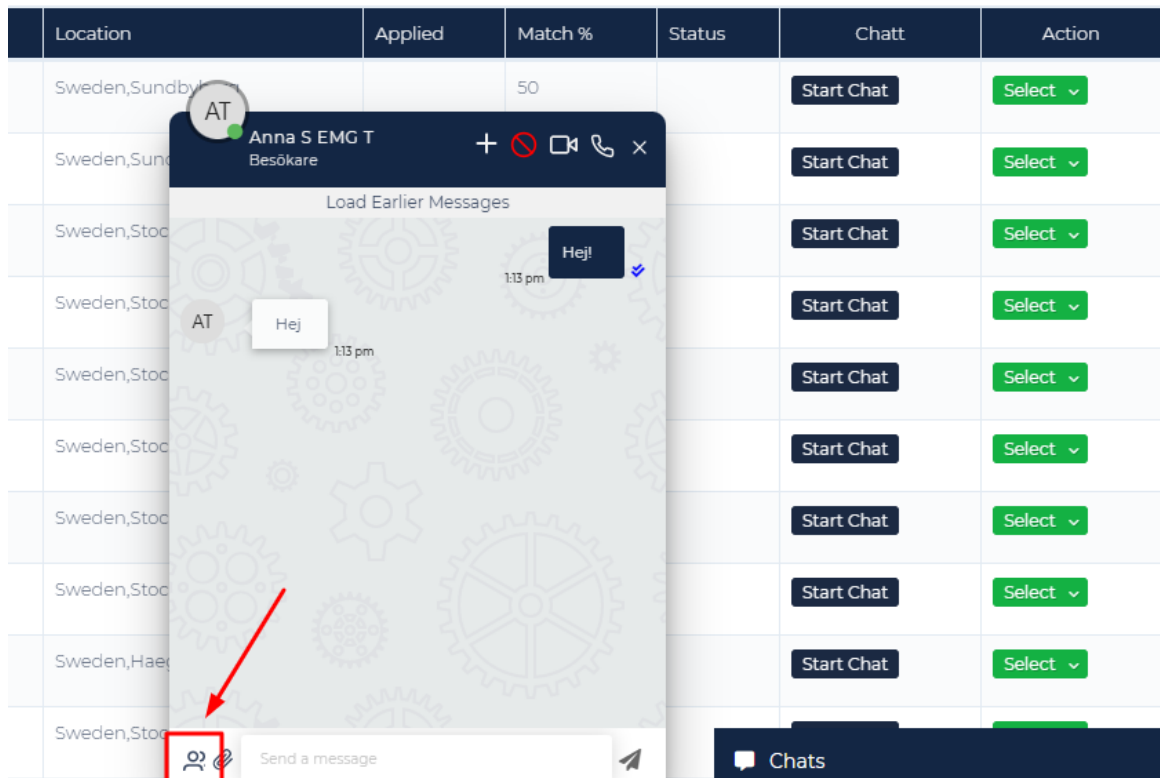 Location Applied Match % Status Chatt Action
Sweden,Sundbyberg 50 Start Chat Select
AT
Anna S EMG T
Besökare
Sweden,Sund Start Chat Select
Load Earlier Messages
Sweden,Stoc Start Chat Select
Hej!
1:13 pm
Sweden,Stoc Start Chat Select
AT Hej
1:13 pm
Sweden,Stoc Start Chat Select
Sweden,Stoc Start Chat Select
Sweden,Stoc Start Chat Select
Sweden,Stoc Start Chat Select
Sweden,Haeg Start Chat Select
Sweden,Stoc
Send a message
Chats